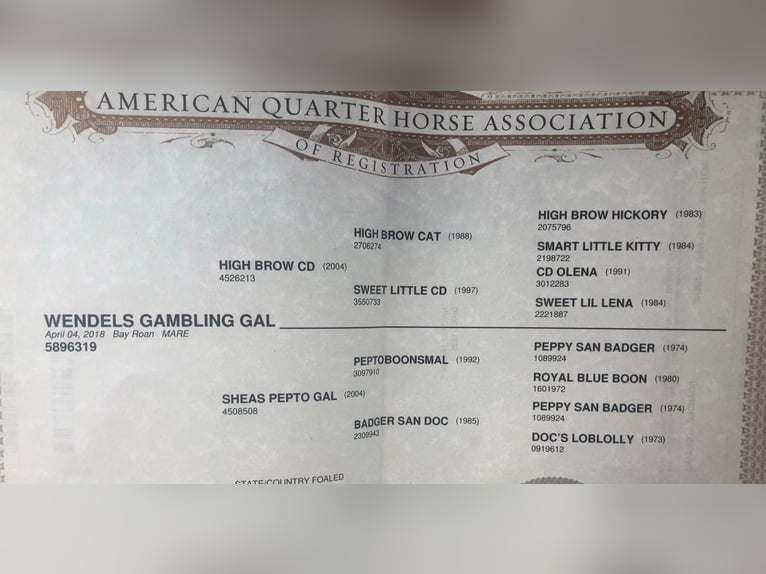 AMERICAN QUARTER HORSE ASSOCIATION
OF REGISTRATION
HIGH BROW HICKORY (1983)
2075796
HIGH BROW CAT (1988)
2706274
SMART LITTLE KITTY (1984)
2198722
HIGH BROW CD (2004)
4526213
CD OLENA (1991)
3012283
SWEET LITTLE CD (1997)
3550733
SWEET LIL LENA (1984)
2221887
WENDELS GAMBLING GAL
April 04, 2018 Bay Roan MARE
5896319
PEPPY SAN BADGER (1974)
1089924
PEPTOBOONSMAL (1992)
3097910
ROYAL BLUE BOON (1980)
1601972
SHEAS PEPTO GAL (2004)
4508508
PEPPY SAN BADGER (1974)
1089924
BADGER SAN DOC (1985)
2309943
DOC'S LOBLOLLY (1973)
0919612
STATE/COUNTRY FOALED